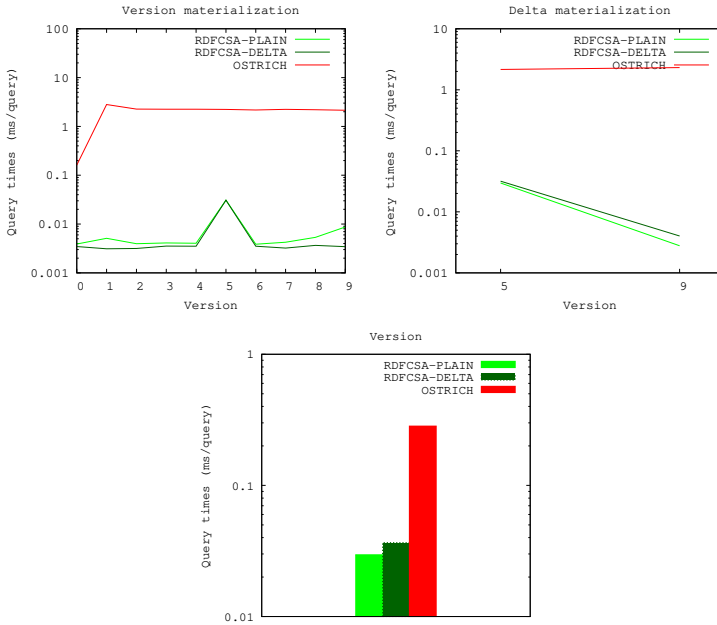 Version materialization
Query times (ms/query)
100
10
1
0.1
0.01
0.001
RDFCSA-PLAIN
RDFCSA-DELTA
OSTRICH
0 1 2 3 4 5 6 7 8 9
Version
Delta materialization
Query times (ms/query)
10
1
0.1
0.01
0.001
RDFCSA-PLAIN
RDFCSA-DELTA
OSTRICH
5 9
Version
Version
Query times (ms/query)
1
0.1
0.01
RDFCSA-PLAIN
RDFCSA-DELTA
OSTRICH